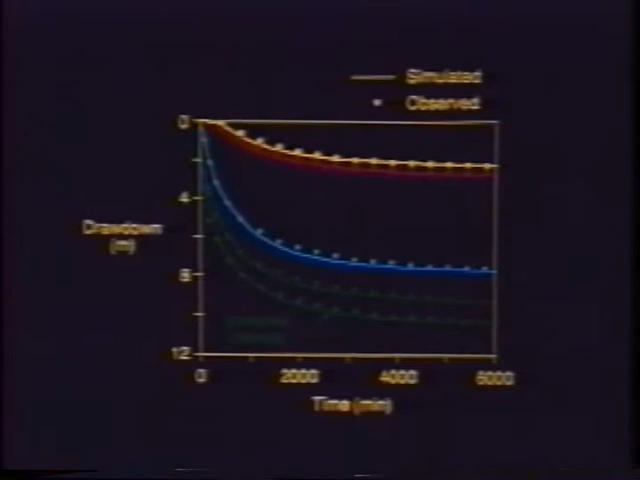 Simulated
Observed
0
4
Drawdown
(m)
8
12
0 2000 4000 6000
Time (min)